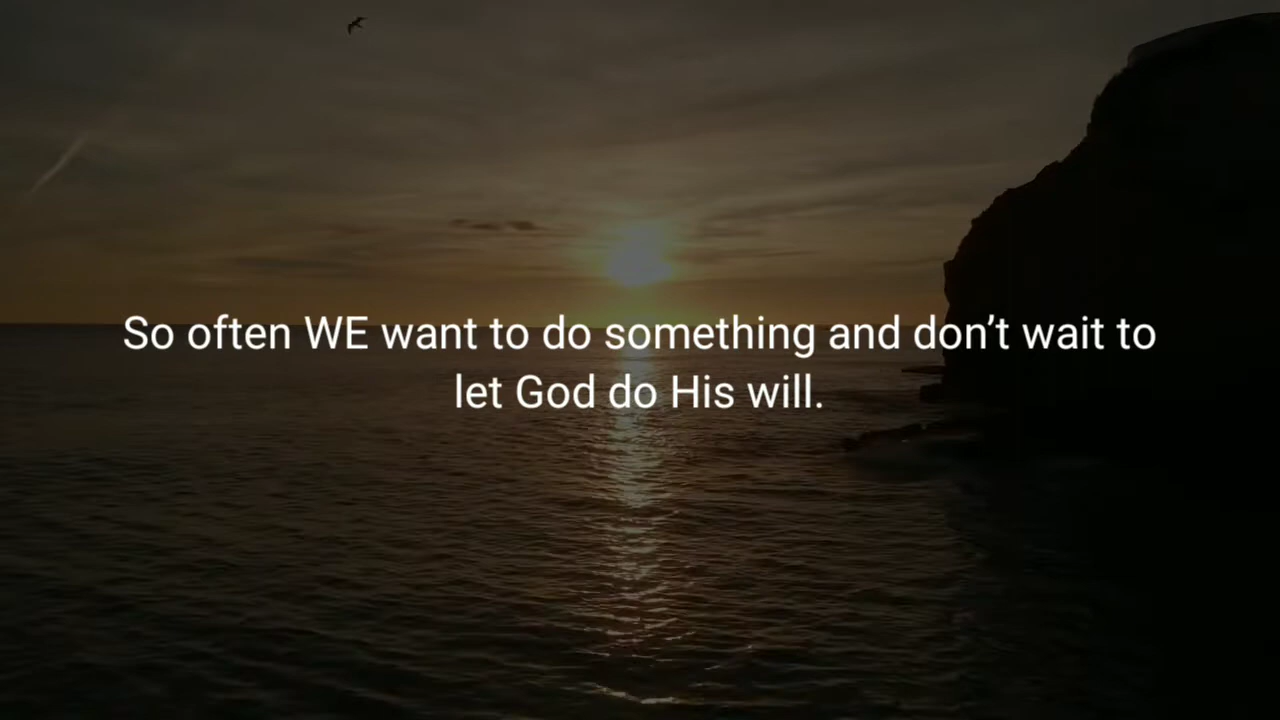 So often WE want to do something and don’t wait to
let God do His will.